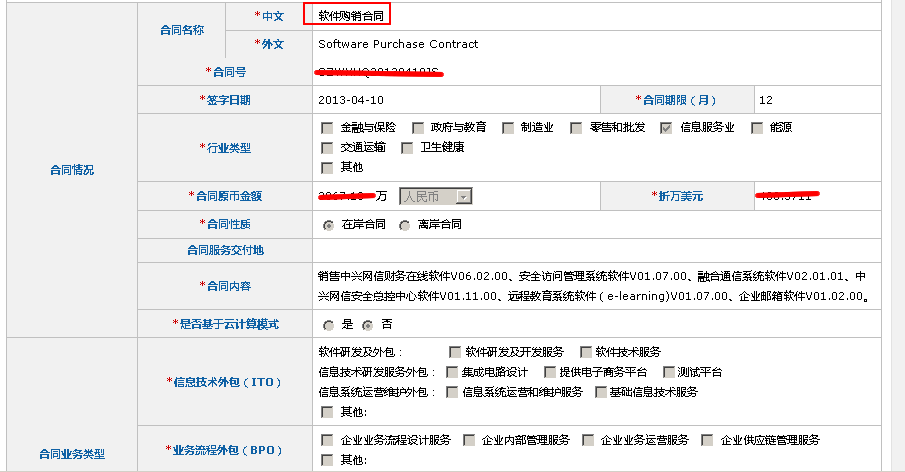 合同情况
合同名称
*中文 软件购销合同
*外文 Software Purchase Contract
*合同号
*签字日期 2013-04-10 *合同期限（月） 12
*行业类型
金融与保险 政府与教育 制造业 零售和批发 信息服务业 能源
交通运输 卫生健康
其他
*合同原币金额 万 人民币 *折万美元
*合同性质 在岸合同 离岸合同
合同服务交付地
*合同内容
销售中兴网信财务在线软件V06.02.00、安全访问管理系统软件V01.07.00、融合通信系统软件V02.01.01、中
兴网信安全总控中心软件V01.11.00、远程教育系统软件（e-learning)V01.07.00、企业邮箱软件V01.02.00。
*是否基于云计算模式 是 否
合同业务类型
*信息技术外包（ITO）
软件研发及外包： 软件研发及开发服务 软件技术服务
信息技术研发服务外包： 集成电路设计 提供电子商务平台 测试平台
信息系统运营维护外包： 信息系统运营和维护服务 基础信息技术服务
其他:
*业务流程外包（BPO）
企业业务流程设计服务 企业内部管理服务 企业业务运营服务 企业供应链管理服务
其他: